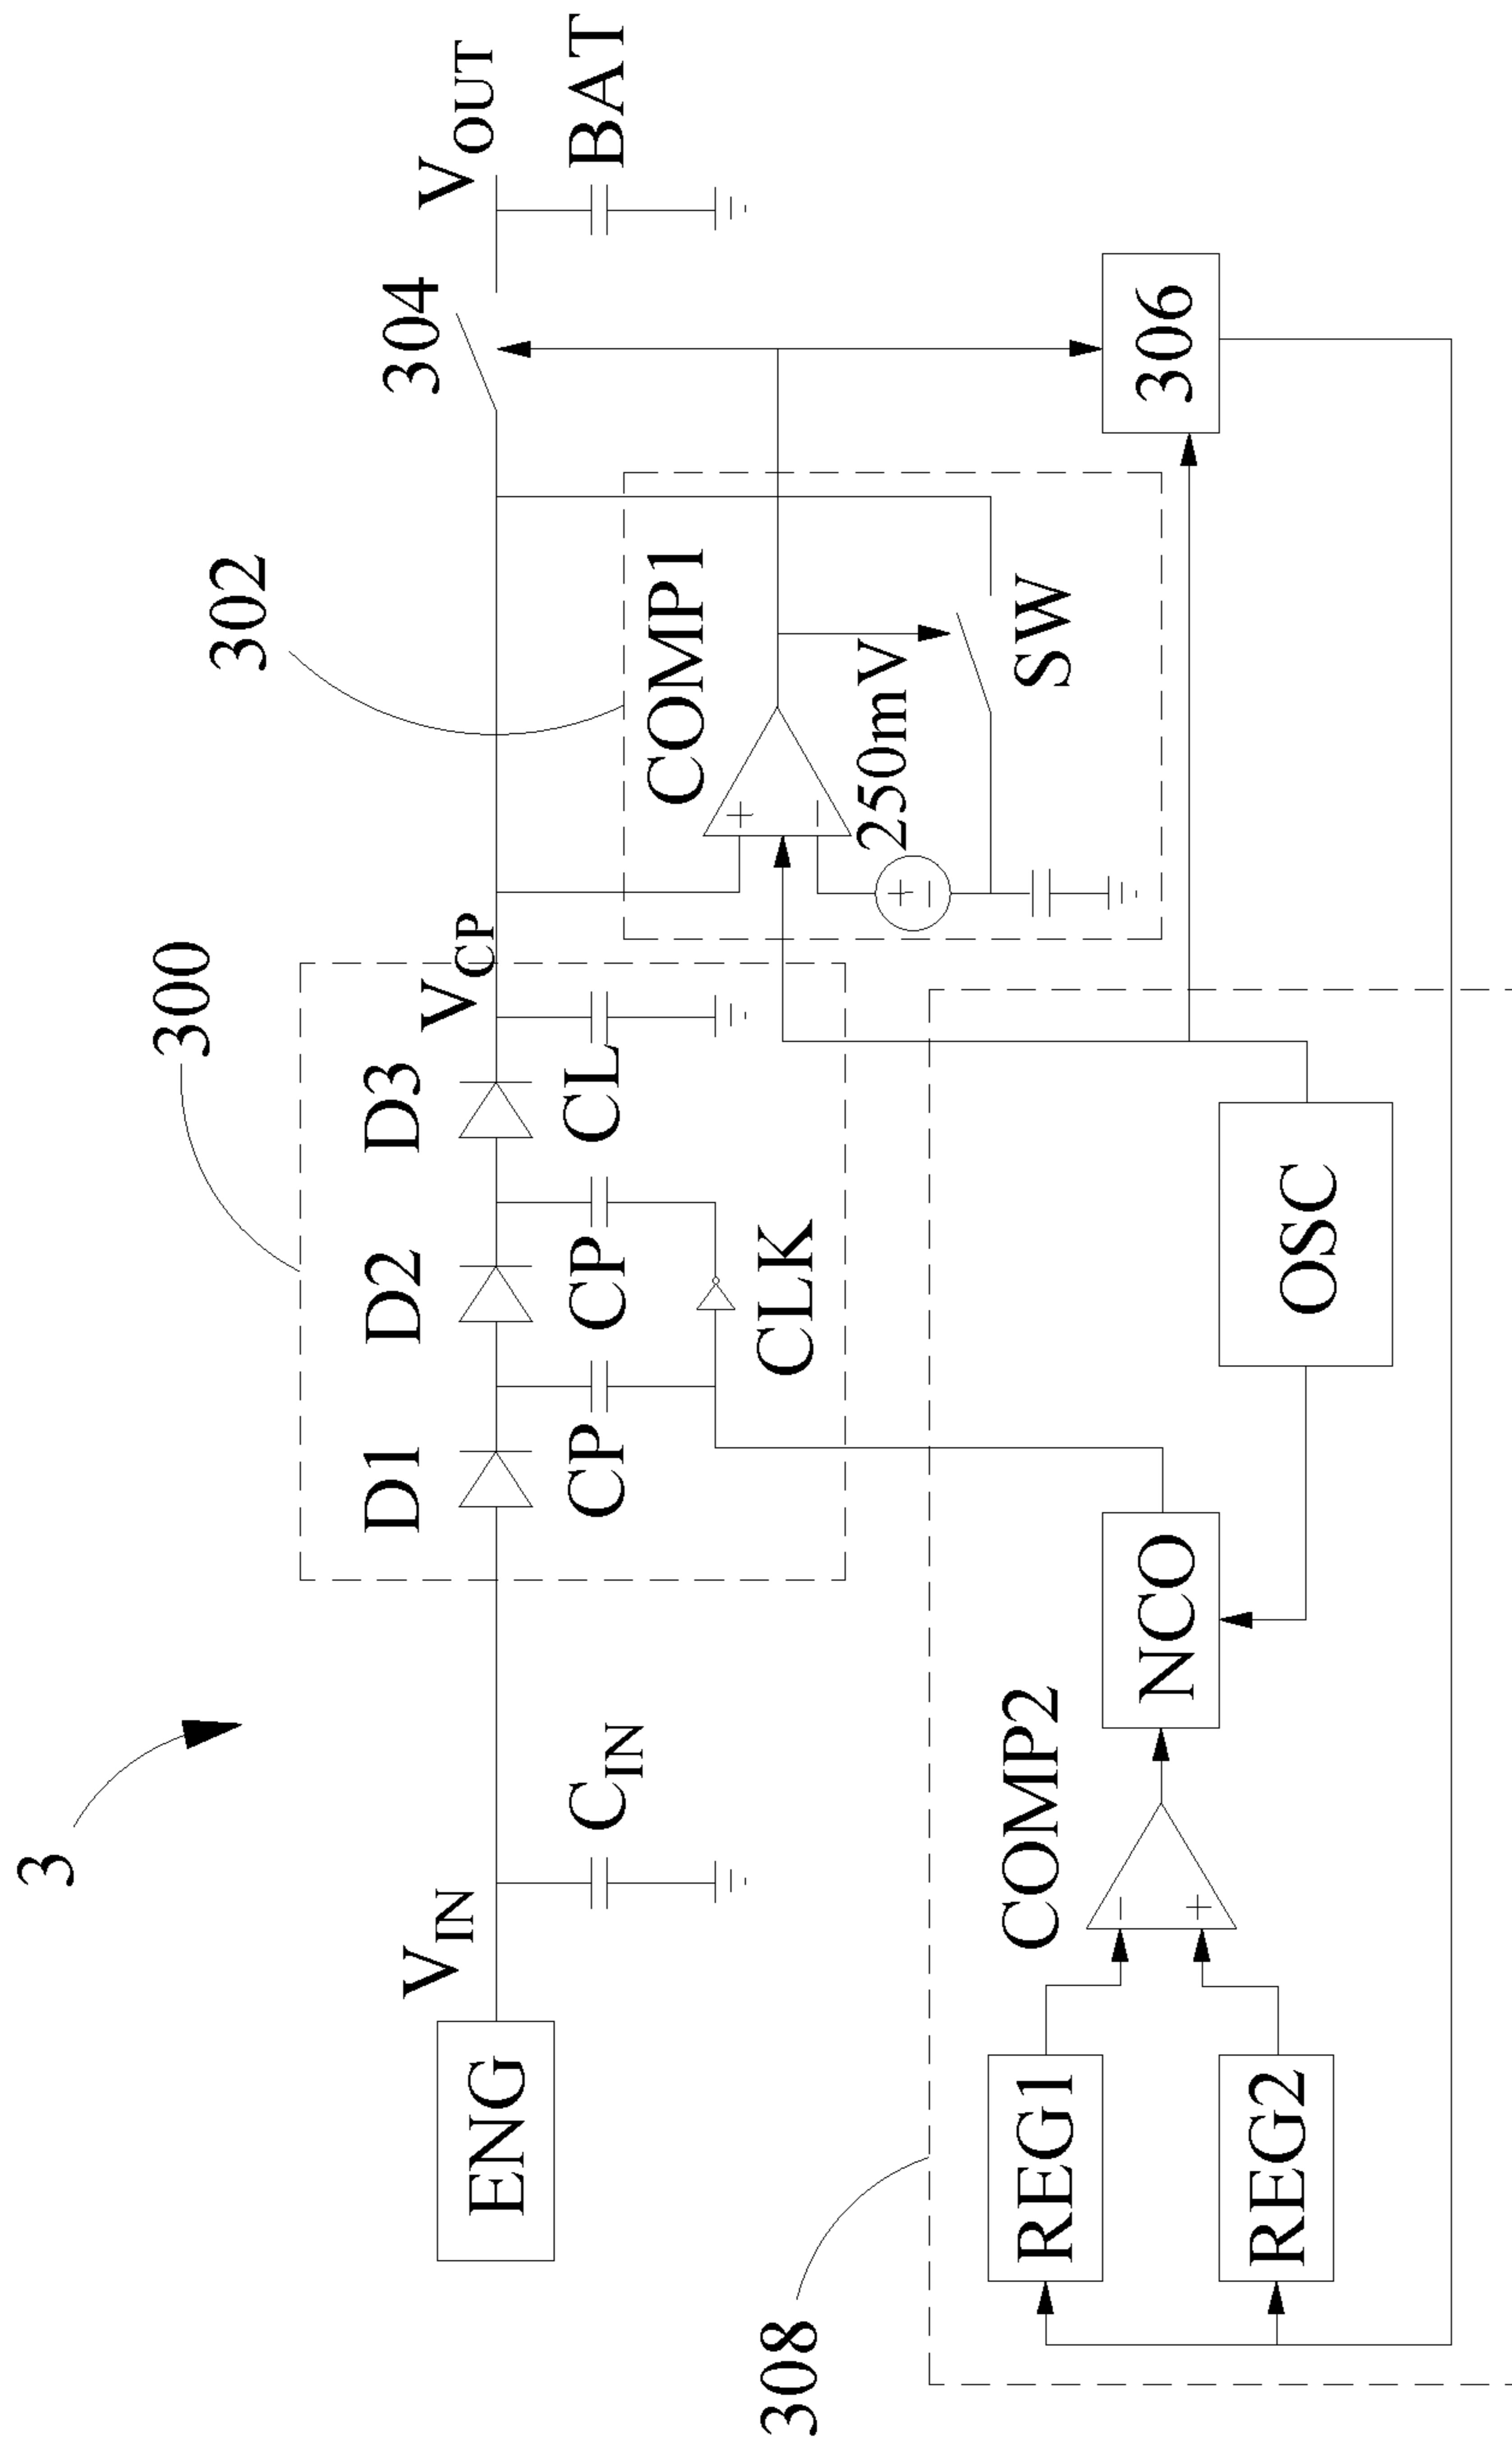 3
300
302
304
V_IN
D1
D2
D3
V_CP
V_OUT
ENG
C_IN
CP
CP
CL
BAT
CLK
COMP1
+
−
250mV
+
−
SW
308
REG1
REG2
COMP2
−
+
NCO
OSC
306